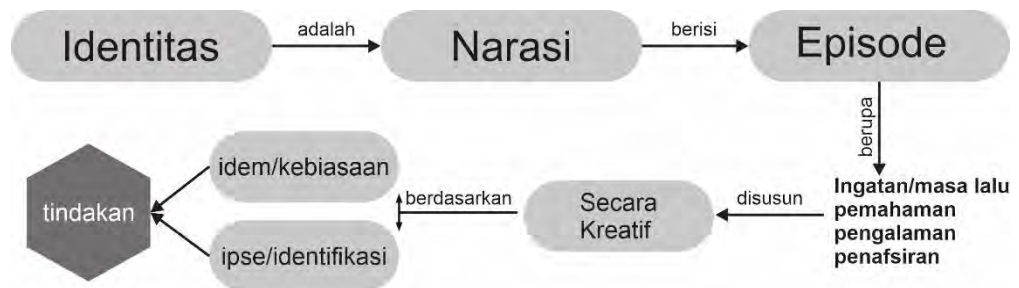 Identitas
adalah
Narasi
berisi
Episode
berupa
Ingatan/masa lalu
pemahaman
pengalaman
penafsiran
disusun
Secara
Kreatif
berdasarkan
idem/kebiasaan
ipse/identifikasi
tindakan